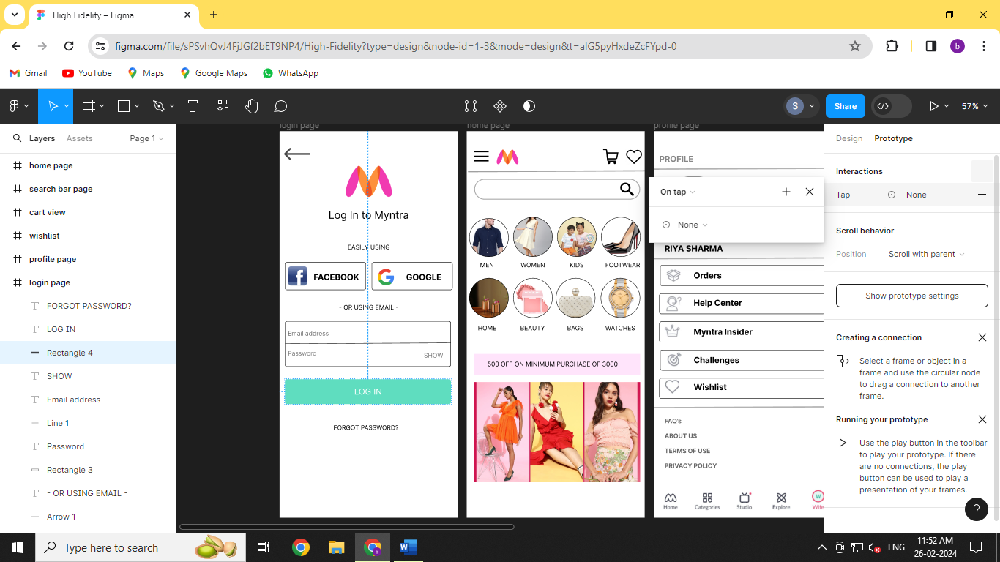 High Fidelity – Figma
figma.com/file/sPSvhQvJ4FjJGf2bET9NP4/High-Fidelity?type=design&node-id=1-3&mode=design&t=aIG5pyHxdeZcFYpd-0
b
Gmail YouTube Maps Google Maps WhatsApp
T S Share 57%
Layers Assets Page 1
home page
search bar page
cart view
wishlist
profile page
login page
FORGOT PASSWORD?
LOG IN
Rectangle 4
SHOW
Email address
Line 1
Password
Rectangle 3
- OR USING EMAIL -
Arrow 1
login page
Log In to Myntra
EASILY USING
FACEBOOK GOOGLE
- OR USING EMAIL -
Email address
Password SHOW
LOG IN
FORGOT PASSWORD?
home page
MEN WOMEN KIDS FOOTWEAR
HOME BEAUTY BAGS WATCHES
500 OFF ON MINIMUM PURCHASE OF 3000
profile page
PROFILE
On tap
None
RIYA SHARMA
Orders
Help Center
Myntra Insider
Challenges
Wishlist
FAQ's
ABOUT US
TERMS OF USE
PRIVACY POLICY
Home Categories Studio Explore
Design Prototype
Interactions
Tap None
Scroll behavior
Position Scroll with parent
Show prototype settings
Creating a connection
Select a frame or object in a
frame and use the circular node
to drag a connection to another
frame.
Running your prototype
Use the play button in the toolbar
to play your prototype. If there
are no connections, the play
button can be used to play a
presentation of your frames.
?
Type here to search
ENG
11:52 AM
26-02-2024